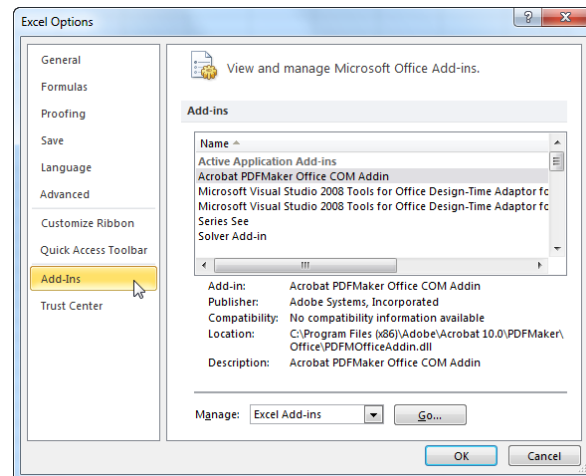 Excel Options
General
Formulas
Proofing
Save
Language
Advanced
Customize Ribbon
Quick Access Toolbar
Add-Ins
Trust Center
View and manage Microsoft Office Add-ins.
Add-ins
Name
Active Application Add-ins
Acrobat PDFMaker Office COM Addin
Microsoft Visual Studio 2008 Tools for Office Design-Time Adaptor fo
Microsoft Visual Studio 2008 Tools for Office Design-Time Adaptor fo
Series See
Solver Add-in
Add-in: Acrobat PDFMaker Office COM Addin
Publisher: Adobe Systems, Incorporated
Compatibility: No compatibility information available
Location: C:\Program Files (x86)\Adobe\Acrobat 10.0\PDFMaker\
Office\PDFMOfficeAddin.dll
Description: Acrobat PDFMaker Office COM Addin
Manage: Excel Add-ins Go...
OK Cancel